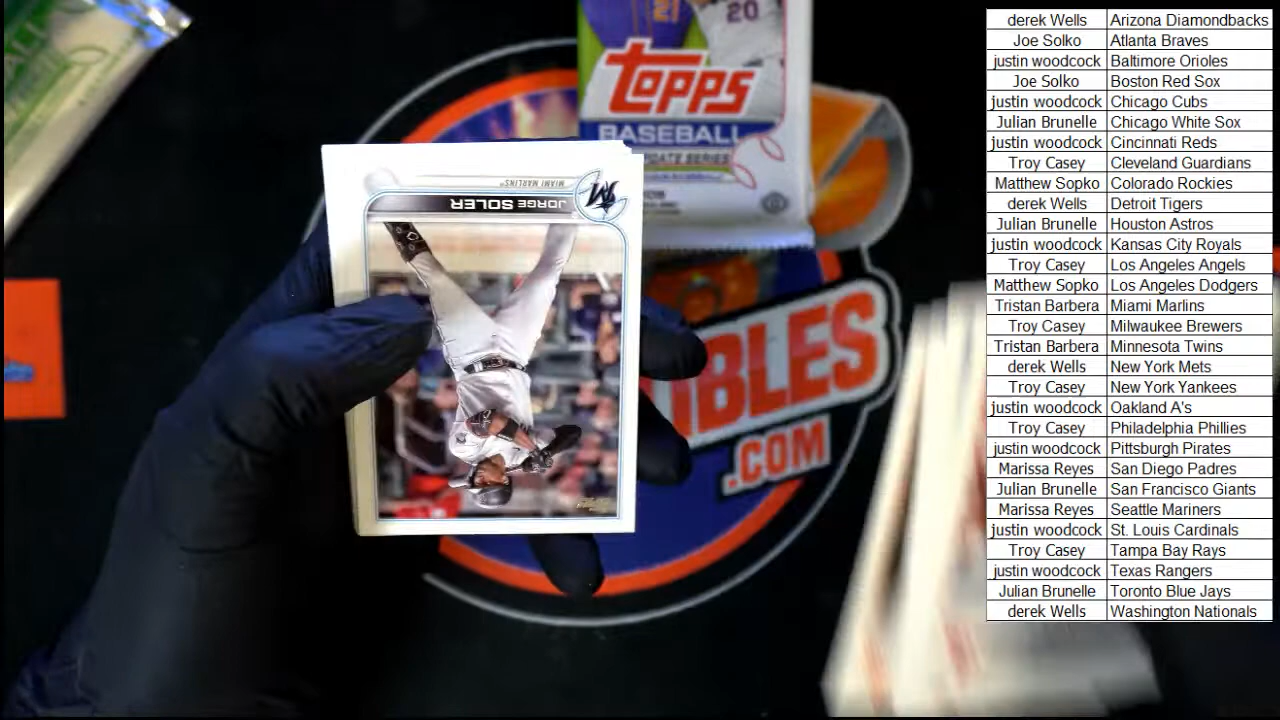 20
Topps
BASEBALL
UPDATE SERIES
MIAMI MARLINS
JORGE SOLER
M
IBLES
.COM
derek Wells Arizona Diamondbacks
Joe Solko Atlanta Braves
justin woodcock Baltimore Orioles
Joe Solko Boston Red Sox
justin woodcock Chicago Cubs
Julian Brunelle Chicago White Sox
justin woodcock Cincinnati Reds
Troy Casey Cleveland Guardians
Matthew Sopko Colorado Rockies
derek Wells Detroit Tigers
Julian Brunelle Houston Astros
justin woodcock Kansas City Royals
Troy Casey Los Angeles Angels
Matthew Sopko Los Angeles Dodgers
Tristan Barbera Miami Marlins
Troy Casey Milwaukee Brewers
Tristan Barbera Minnesota Twins
derek Wells New York Mets
Troy Casey New York Yankees
justin woodcock Oakland A's
Troy Casey Philadelphia Phillies
justin woodcock Pittsburgh Pirates
Marissa Reyes San Diego Padres
Julian Brunelle San Francisco Giants
Marissa Reyes Seattle Mariners
justin woodcock St. Louis Cardinals
Troy Casey Tampa Bay Rays
justin woodcock Texas Rangers
Julian Brunelle Toronto Blue Jays
derek Wells Washington Nationals